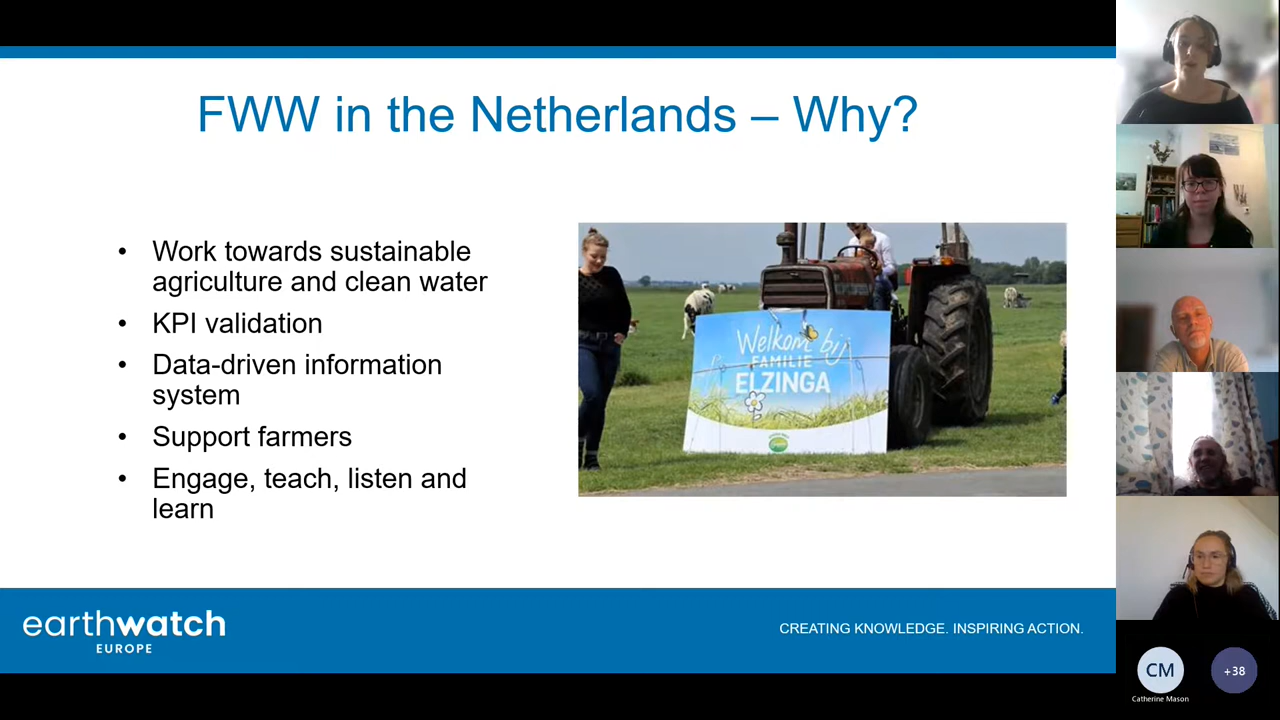 FWW in the Netherlands – Why?
• Work towards sustainable
agriculture and clean water
• KPI validation
• Data-driven information
system
• Support farmers
• Engage, teach, listen and
learn
Welkom bij
FAMILIE
ELZINGA
earthwatch
EUROPE
CREATING KNOWLEDGE. INSPIRING ACTION.
CM
+38
Catherine Mason